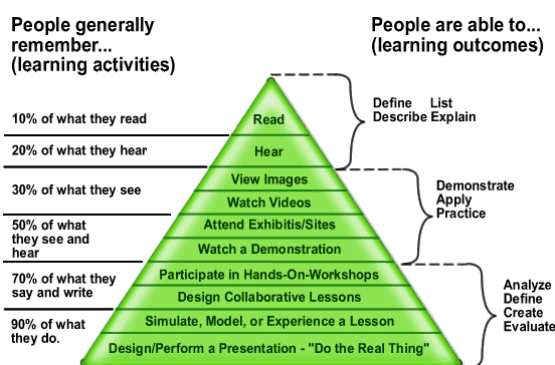 People generally
remember...
(learning activities)
People are able to...
(learning outcomes)
10% of what they read
20% of what they hear
30% of what they see
50% of what
they see and
hear
70% of what they
say and write
90% of what
they do.
Read
Hear
View Images
Watch Videos
Attend Exhibitis/Sites
Watch a Demonstration
Participate in Hands-On-Workshops
Design Collaborative Lessons
Simulate, Model, or Experience a Lesson
Design/Perform a Presentation - "Do the Real Thing"
Define List
Describe Explain
Demonstrate
Apply
Practice
Analyze
Define
Create
Evaluate